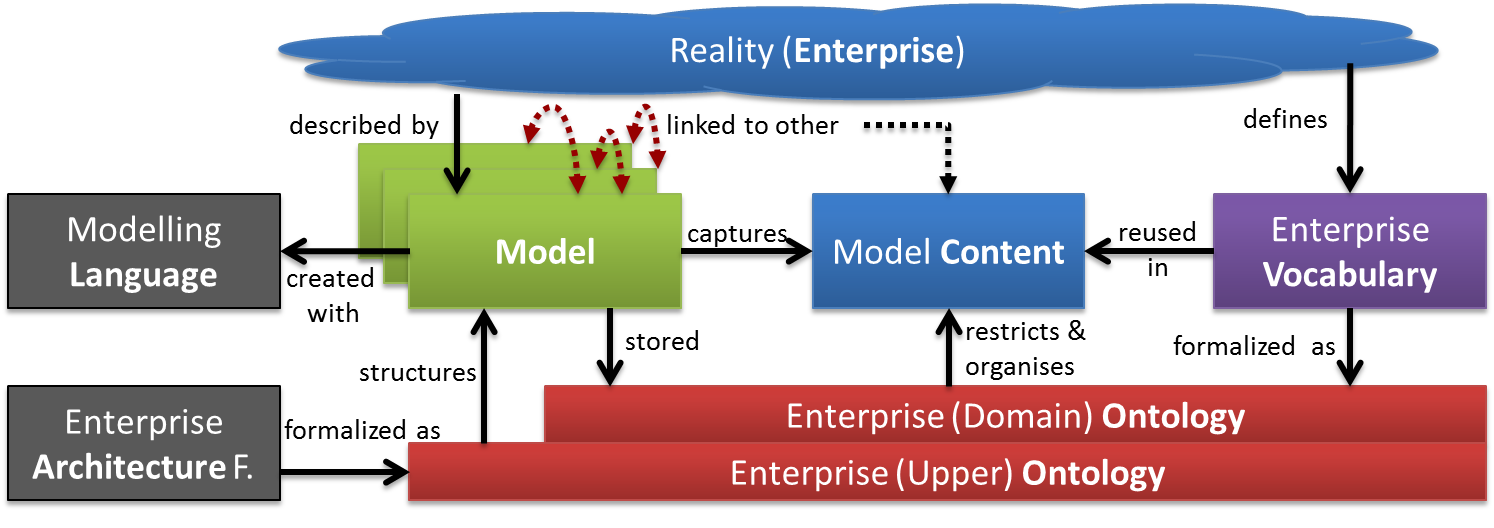 Reality (Enterprise)
described by
linked to other
defines
Modelling
Language
created
with
Model
captures
Model Content
reused
in
Enterprise
Vocabulary
structures
stored
restricts &
organises
formalized as
Enterprise
Architecture F.
formalized as
Enterprise (Domain) Ontology
Enterprise (Upper) Ontology